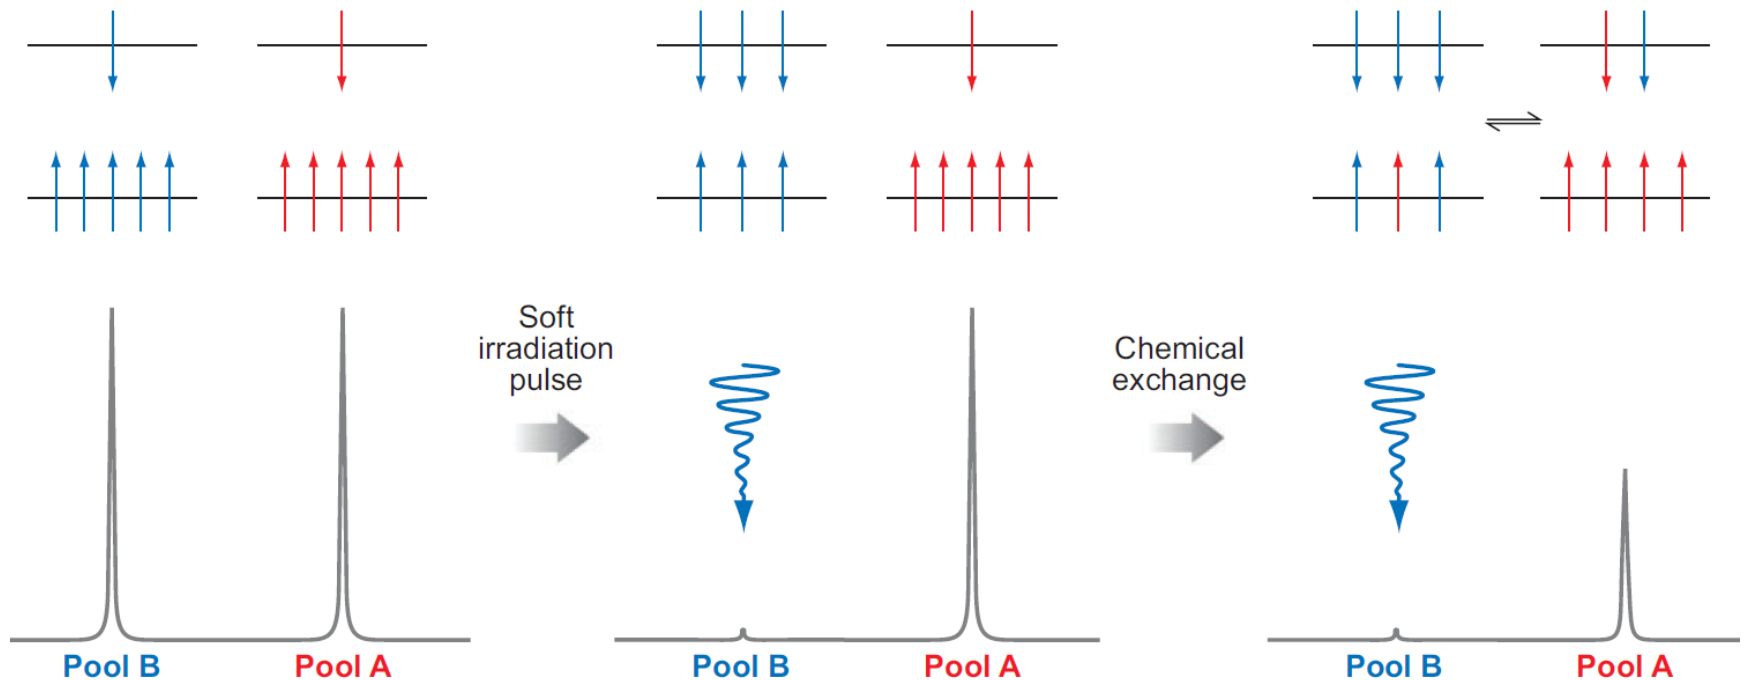 Soft
irradiation
pulse
Chemical
exchange
Pool B
Pool A
Pool B
Pool A
Pool B
Pool A